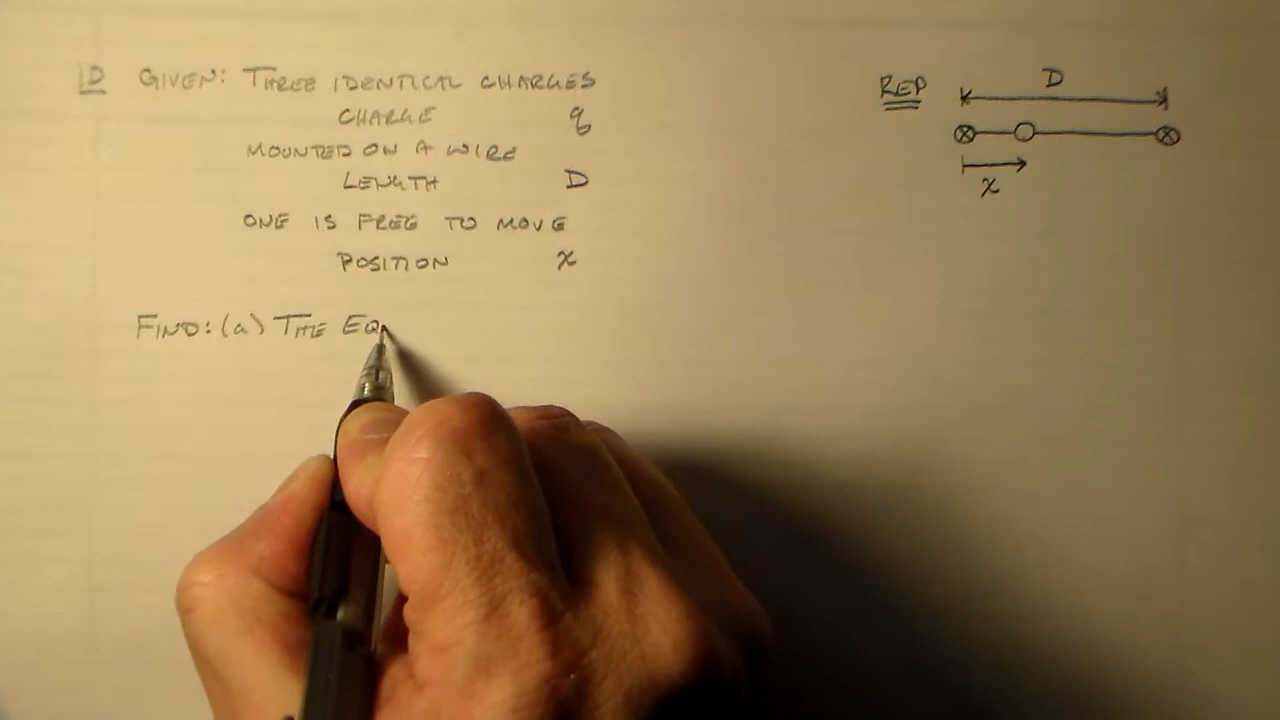 ID GIVEN: THREE IDENTICAL CHARGES
CHARGE q
MOUNTED ON A WIRE
LENGTH D
ONE IS FREE TO MOVE
POSITION x
FIND: (a) THE EQ
REP
D
x